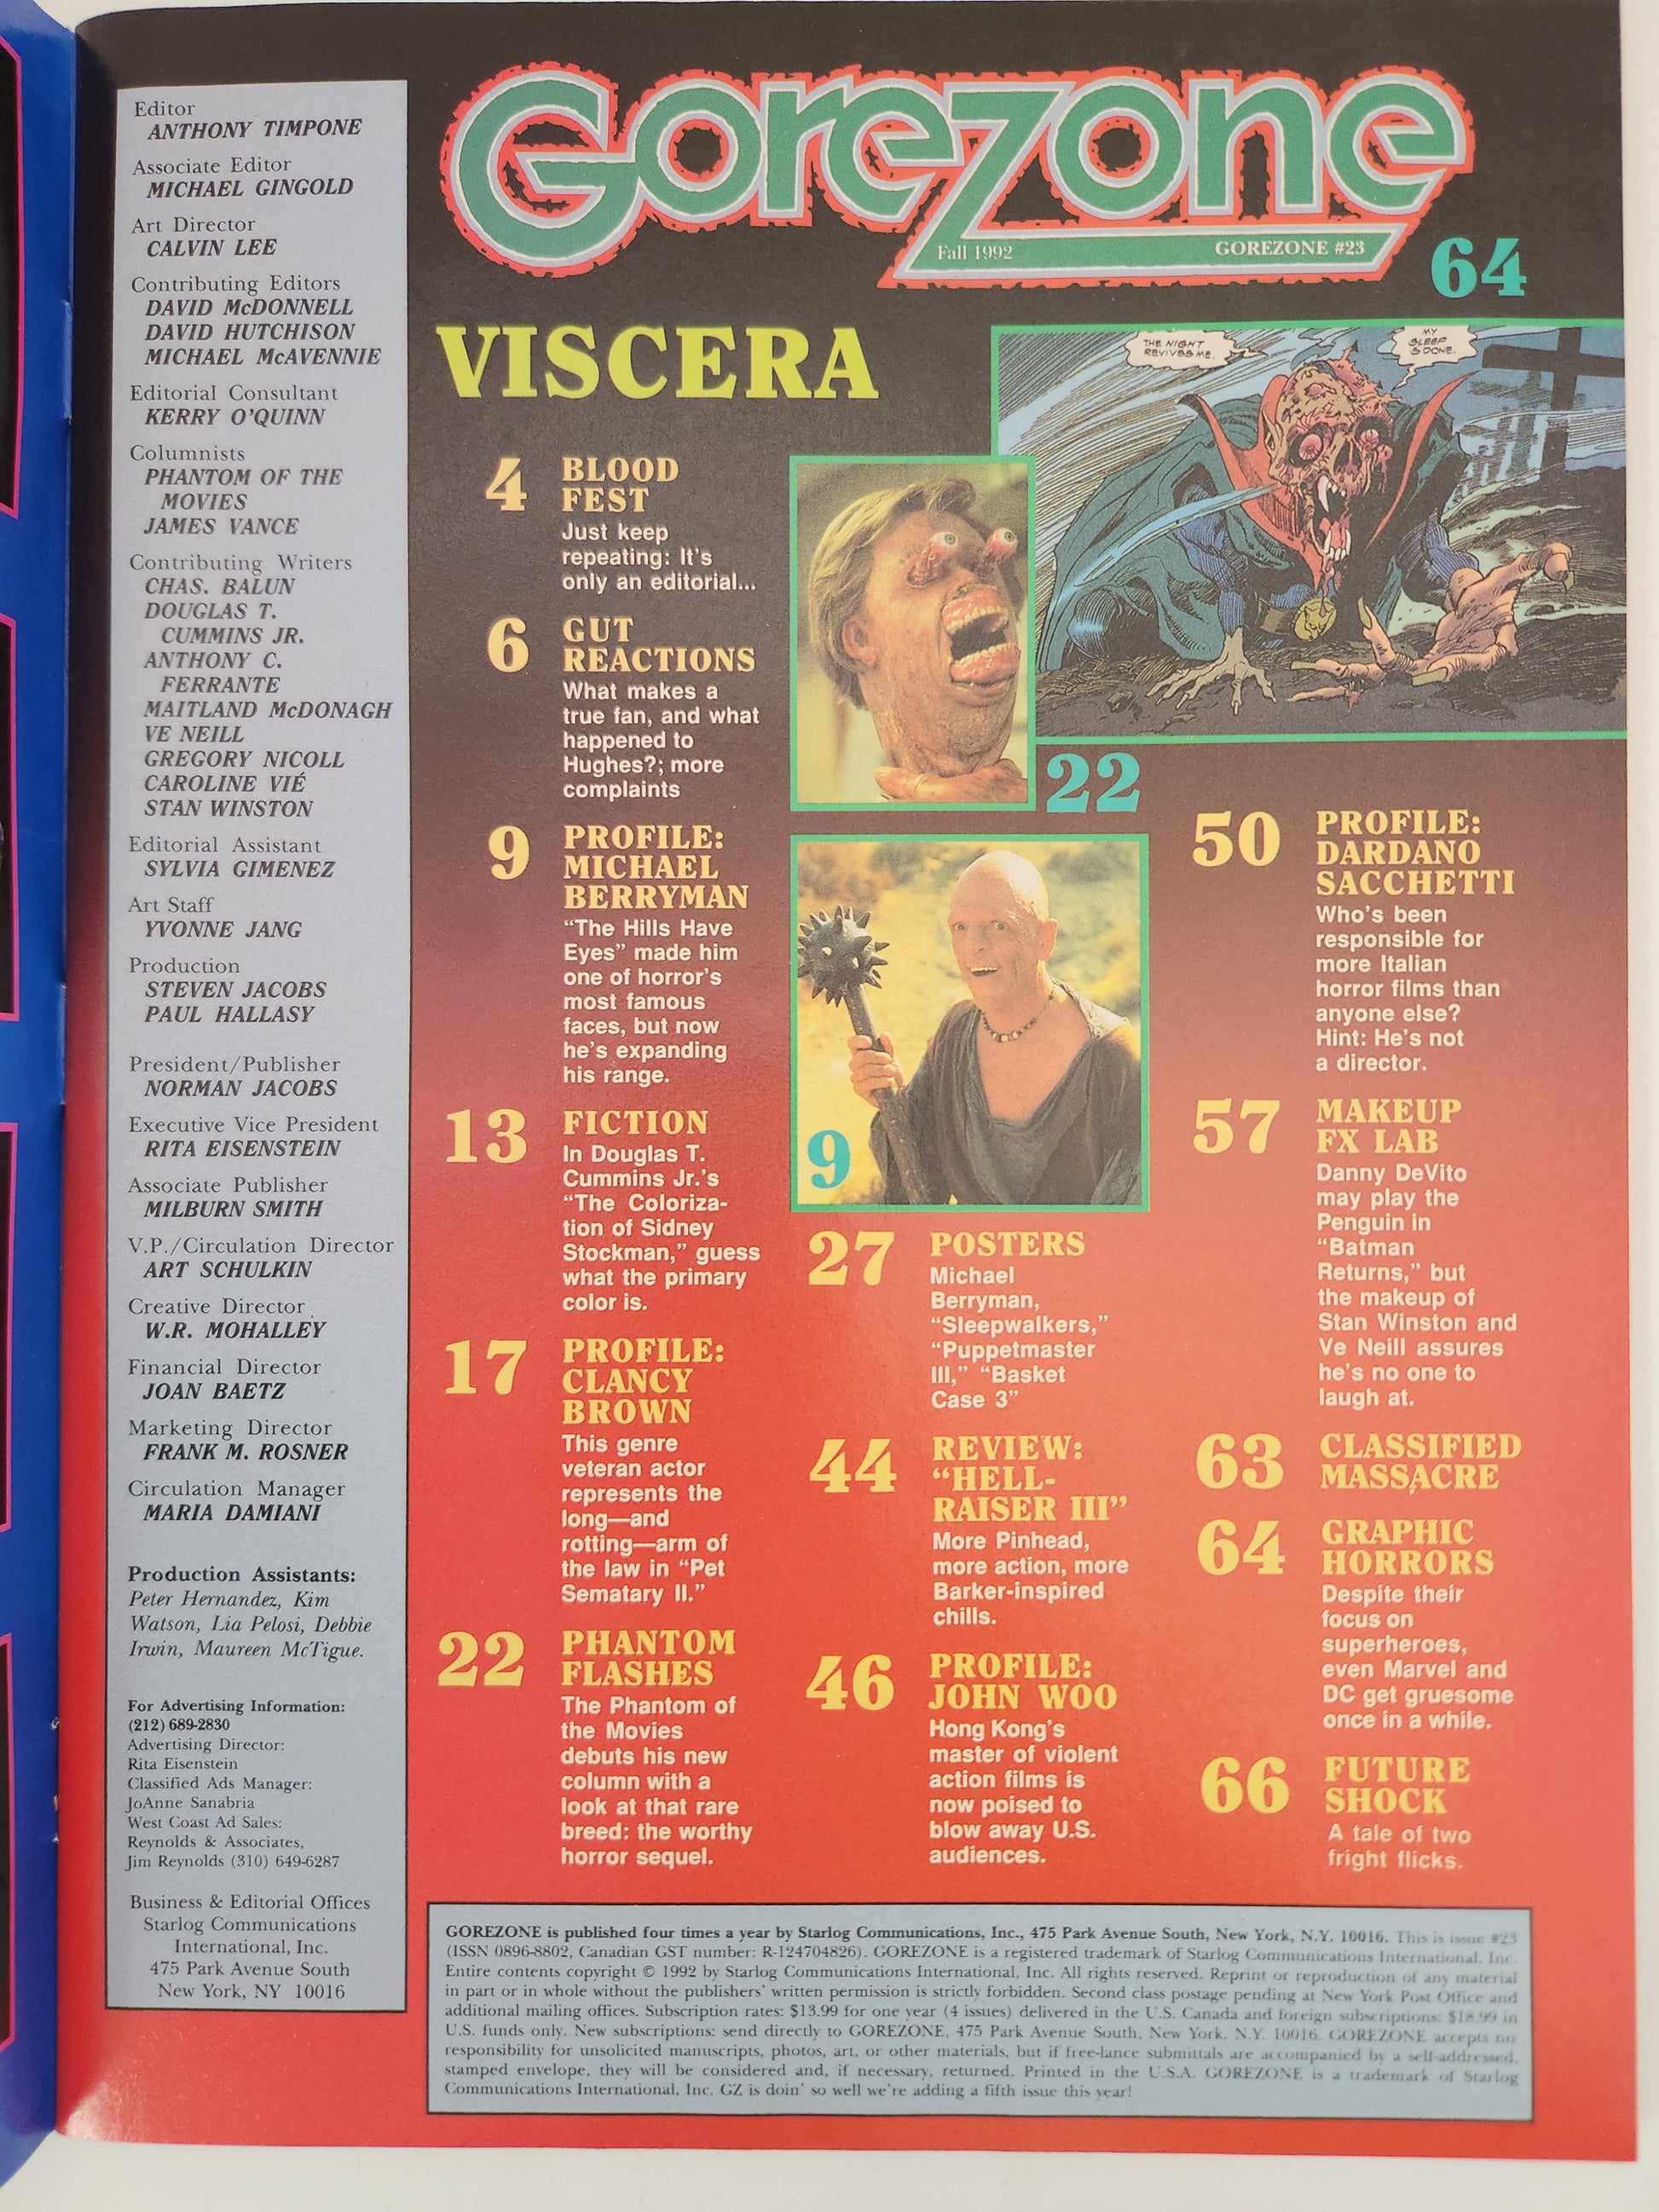 Editor
ANTHONY TIMPONE
Associate Editor
MICHAEL GINGOLD
Art Director
CALVIN LEE
Contributing Editors
DAVID McDONNELL
DAVID HUTCHISON
MICHAEL McAVENNIE
Editorial Consultant
KERRY O'QUINN
Columnists
PHANTOM OF THE
MOVIES
JAMES VANCE
Contributing Writers
CHAS. BALUN
DOUGLAS T.
CUMMINS JR.
ANTHONY C.
FERRANTE
MAITLAND McDONAGH
VE NEILL
GREGORY NICOLL
CAROLINE VIÉ
STAN WINSTON
Editorial Assistant
SYLVIA GIMENEZ
Art Staff
YVONNE JANG
Production
STEVEN JACOBS
PAUL HALLASY
President/Publisher
NORMAN JACOBS
Executive Vice President
RITA EISENSTEIN
Associate Publisher
MILBURN SMITH
V.P./Circulation Director
ART SCHULKIN
Creative Director
W.R. MOHALLEY
Financial Director
JOAN BAETZ
Marketing Director
FRANK M. ROSNER
Circulation Manager
MARIA DAMIANI
Production Assistants:
Peter Hernandez, Kim
Watson, Lia Pelosi, Debbie
Irwin, Maureen McTigue.
For Advertising Information:
(212) 689-2830
Advertising Director:
Rita Eisenstein
Classified Ads Manager:
JoAnne Sanabria
West Coast Ad Sales:
Reynolds & Associates,
Jim Reynolds (310) 649-6287
Business & Editorial Offices
Starlog Communications
International, Inc.
475 Park Avenue South
New York, NY 10016
Gorezone
Fall 1992
GOREZONE #23
64
VISCERA
THE NIGHT
REVIVES ME.
MY
SLEEP
IS DONE.
22
9
4
BLOOD
FEST
Just keep
repeating: It's
only an editorial...
6
GUT
REACTIONS
What makes a
true fan, and what
happened to
Hughes?; more
complaints
9
PROFILE:
MICHAEL
BERRYMAN
“The Hills Have
Eyes” made him
one of horror's
most famous
faces, but now
he's expanding
his range.
13
FICTION
In Douglas T.
Cummins Jr.'s
“The Coloriza-
tion of Sidney
Stockman,” guess
what the primary
color is.
17
PROFILE:
CLANCY
BROWN
This genre
veteran actor
represents the
long—and
rotting—arm of
the law in “Pet
Sematary II.”
22
PHANTOM
FLASHES
The Phantom of
the Movies
debuts his new
column with a
look at that rare
breed: the worthy
horror sequel.
27
POSTERS
Michael
Berryman,
“Sleepwalkers,”
“Puppetmaster
III,” “Basket
Case 3”
44
REVIEW:
“HELL-
RAISER III”
More Pinhead,
more action, more
Barker-inspired
chills.
46
PROFILE:
JOHN WOO
Hong Kong's
master of violent
action films is
now poised to
blow away U.S.
audiences.
50
PROFILE:
DARDANO
SACCHETTI
Who's been
responsible for
more Italian
horror films than
anyone else?
Hint: He's not
a director.
57
MAKEUP
FX LAB
Danny DeVito
may play the
Penguin in
“Batman
Returns,” but
the makeup of
Stan Winston and
Ve Neill assures
he's no one to
laugh at.
63
CLASSIFIED
MASSACRE
64
GRAPHIC
HORRORS
Despite their
focus on
superheroes,
even Marvel and
DC get gruesome
once in a while.
66
FUTURE
SHOCK
A tale of two
fright flicks.
GOREZONE is published four times a year by Starlog Communications, Inc., 475 Park Avenue South, New York, N.Y. 10016. This is issue #23
(ISSN 0896-8802, Canadian GST number: R-124704826). GOREZONE is a registered trademark of Starlog Communications International, Inc.
Entire contents copyright © 1992 by Starlog Communications International, Inc. All rights reserved. Reprint or reproduction of any material
in part or in whole without the publishers' written permission is strictly forbidden. Second class postage pending at New York Post Office and
additional mailing offices. Subscription rates: $13.99 for one year (4 issues) delivered in the U.S. Canada and foreign subscriptions: $18.99 in
U.S. funds only. New subscriptions: send directly to GOREZONE, 475 Park Avenue South, New York, N.Y. 10016. GOREZONE accepts no
responsibility for unsolicited manuscripts, photos, art, or other materials, but if free-lance submittals are accompanied by a self-addressed,
stamped envelope, they will be considered and, if necessary, returned. Printed in the U.S.A. GOREZONE is a trademark of Starlog
Communications International, Inc. GZ is doin' so well we're adding a fifth issue this year!